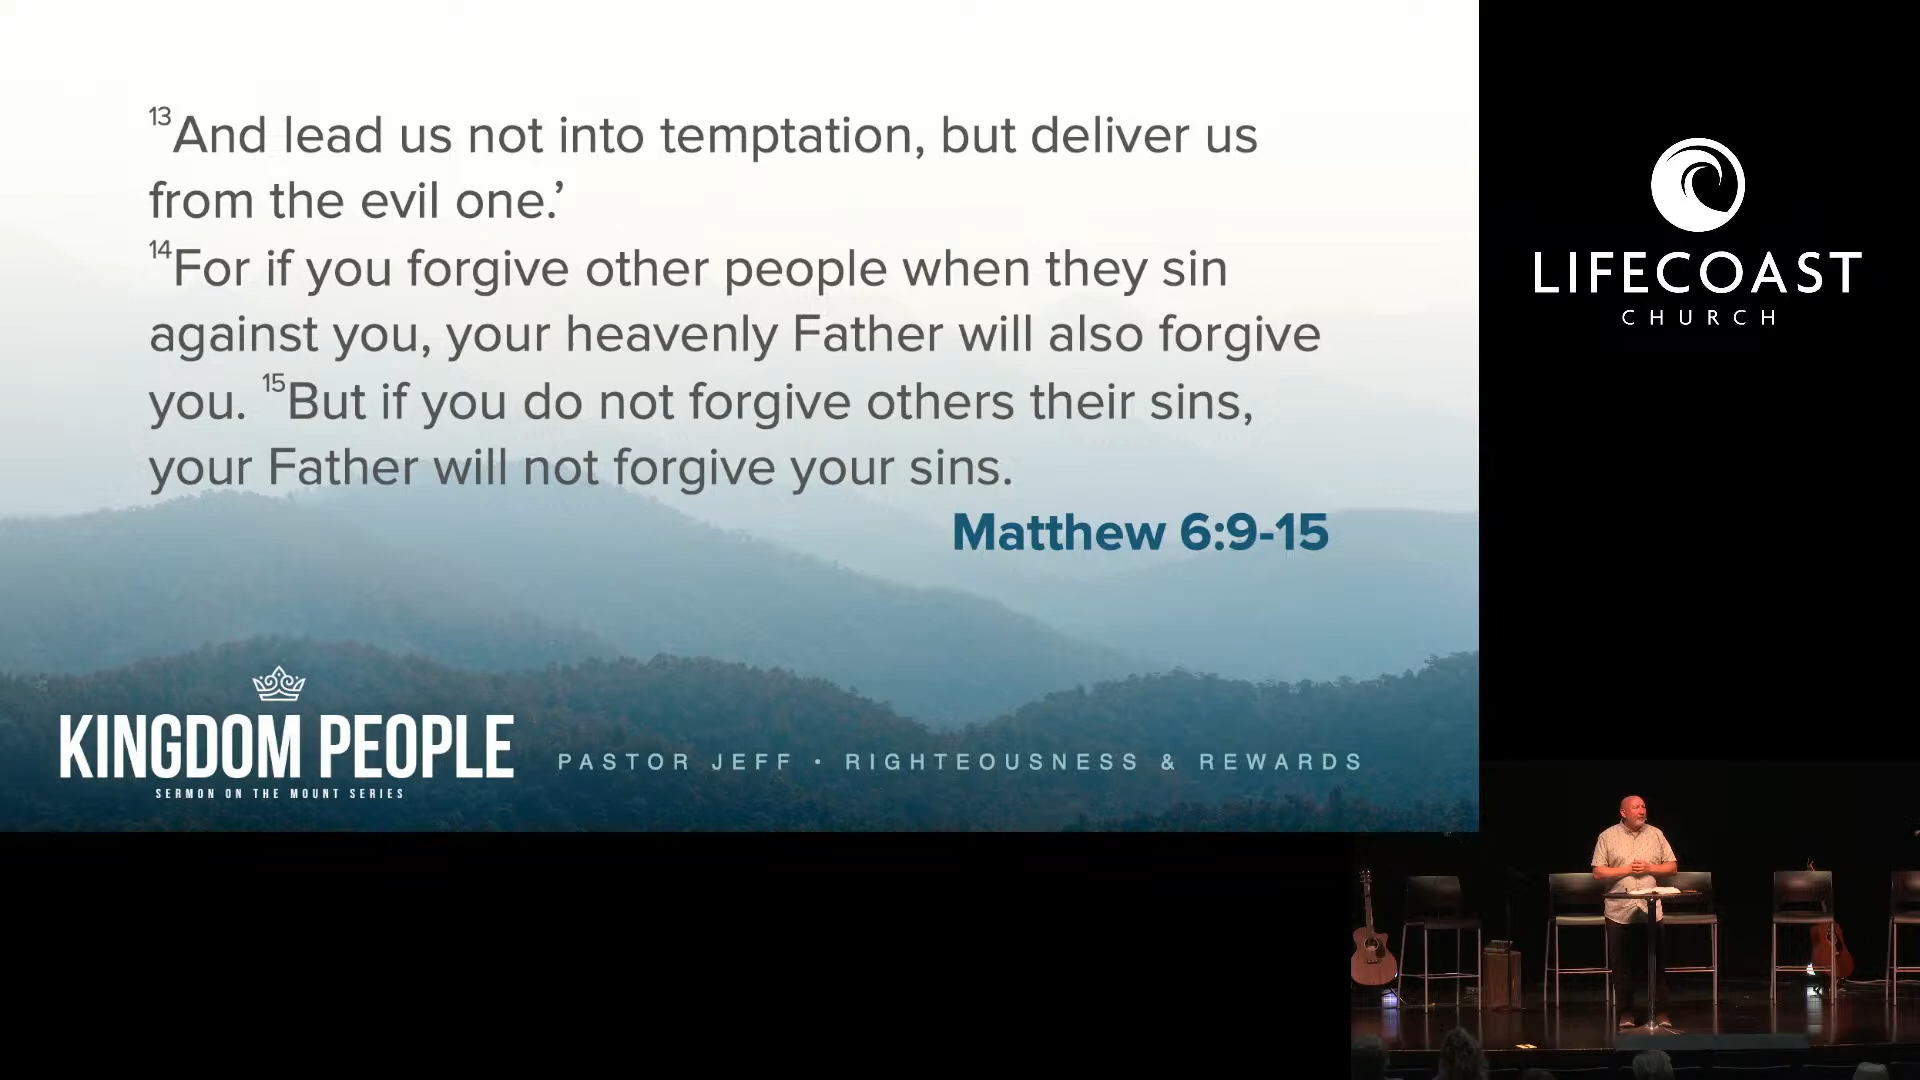 13And lead us not into temptation, but deliver us
from the evil one.’
14For if you forgive other people when they sin
against you, your heavenly Father will also forgive
you. 15But if you do not forgive others their sins,
your Father will not forgive your sins.
Matthew 6:9-15
KINGDOM PEOPLE
SERMON ON THE MOUNT SERIES
PASTOR JEFF • RIGHTEOUSNESS & REWARDS
LIFECOAST
CHURCH